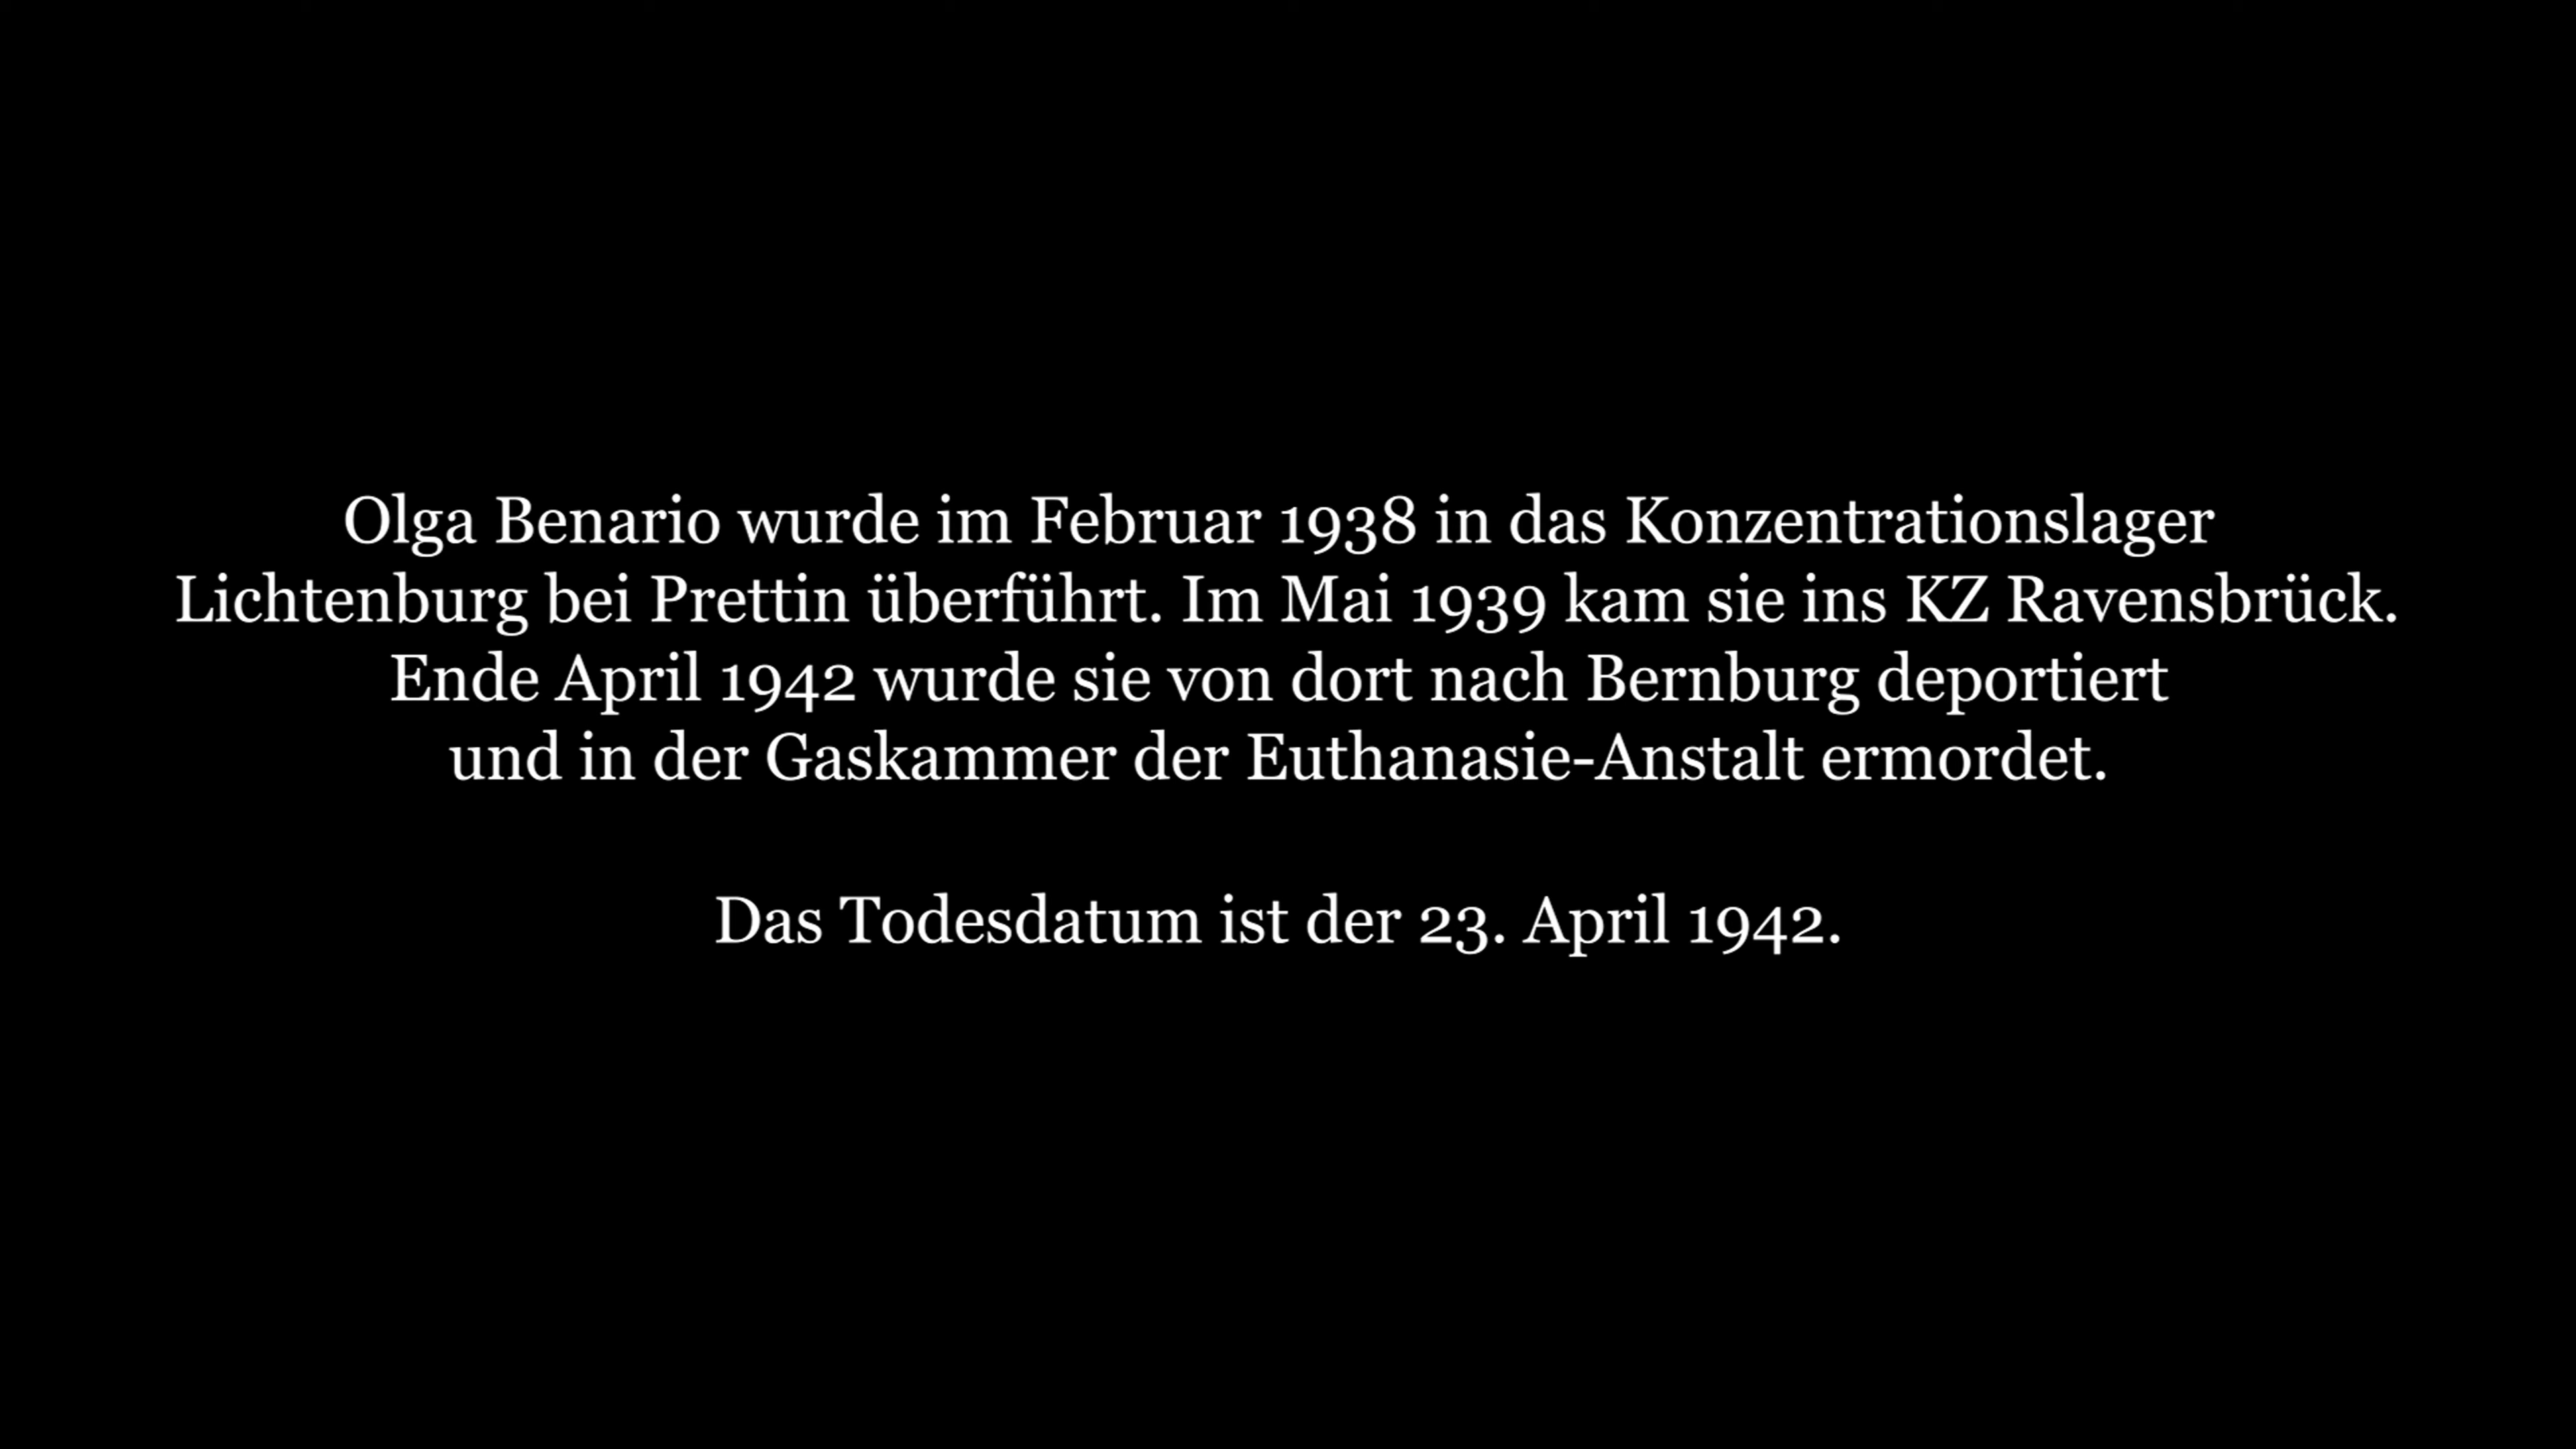 Olga Benario wurde im Februar 1938 in das Konzentrationslager
Lichtenburg bei Prettin überführt. Im Mai 1939 kam sie ins KZ Ravensbrück.
Ende April 1942 wurde sie von dort nach Bernburg deportiert
und in der Gaskammer der Euthanasie-Anstalt ermordet.
Das Todesdatum ist der 23. April 1942.